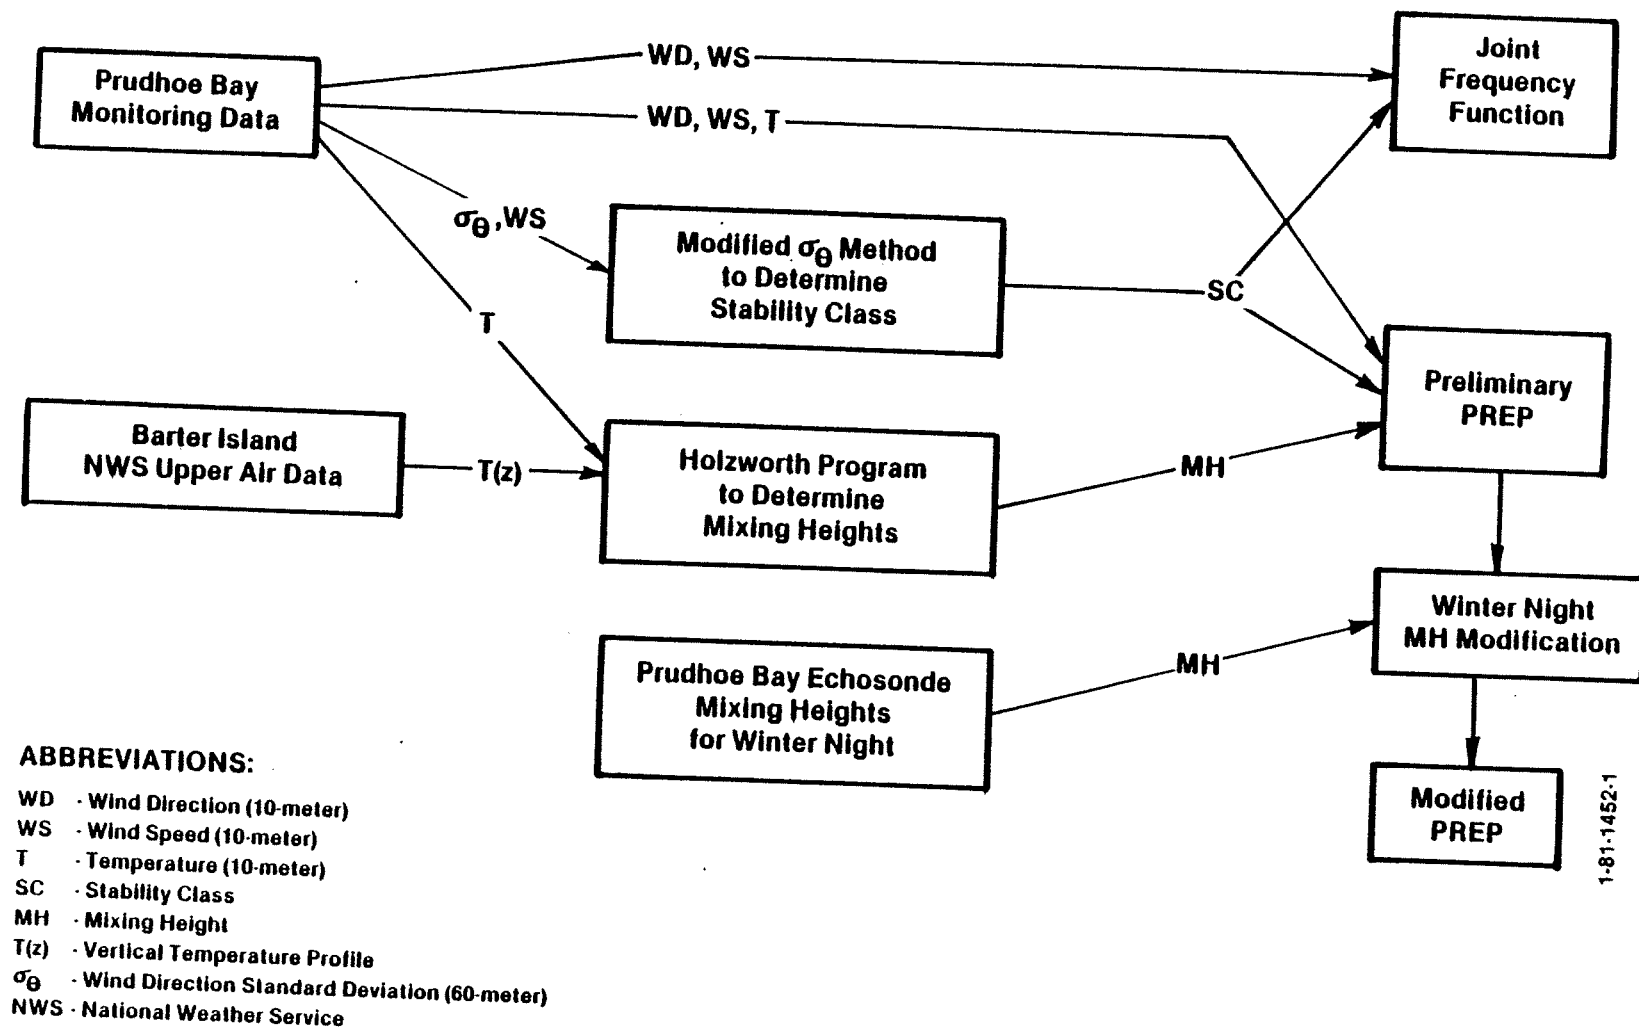 Prudhoe Bay
Monitoring Data
WD, WS
WD, WS, T
σθ,WS
T
Joint
Frequency
Function
Modified σθ Method
to Determine
Stability Class
SC
Preliminary
PREP
Barter Island
NWS Upper Air Data
T(z)
Holzworth Program
to Determine
Mixing Heights
MH
Winter Night
MH Modification
Prudhoe Bay Echosonde
Mixing Heights
for Winter Night
MH
Modified
PREP
1-81-1452-1
ABBREVIATIONS:
WD - Wind Direction (10-meter)
WS - Wind Speed (10-meter)
T - Temperature (10-meter)
SC - Stability Class
MH - Mixing Height
T(z) - Vertical Temperature Profile
σθ - Wind Direction Standard Deviation (60-meter)
NWS - National Weather Service